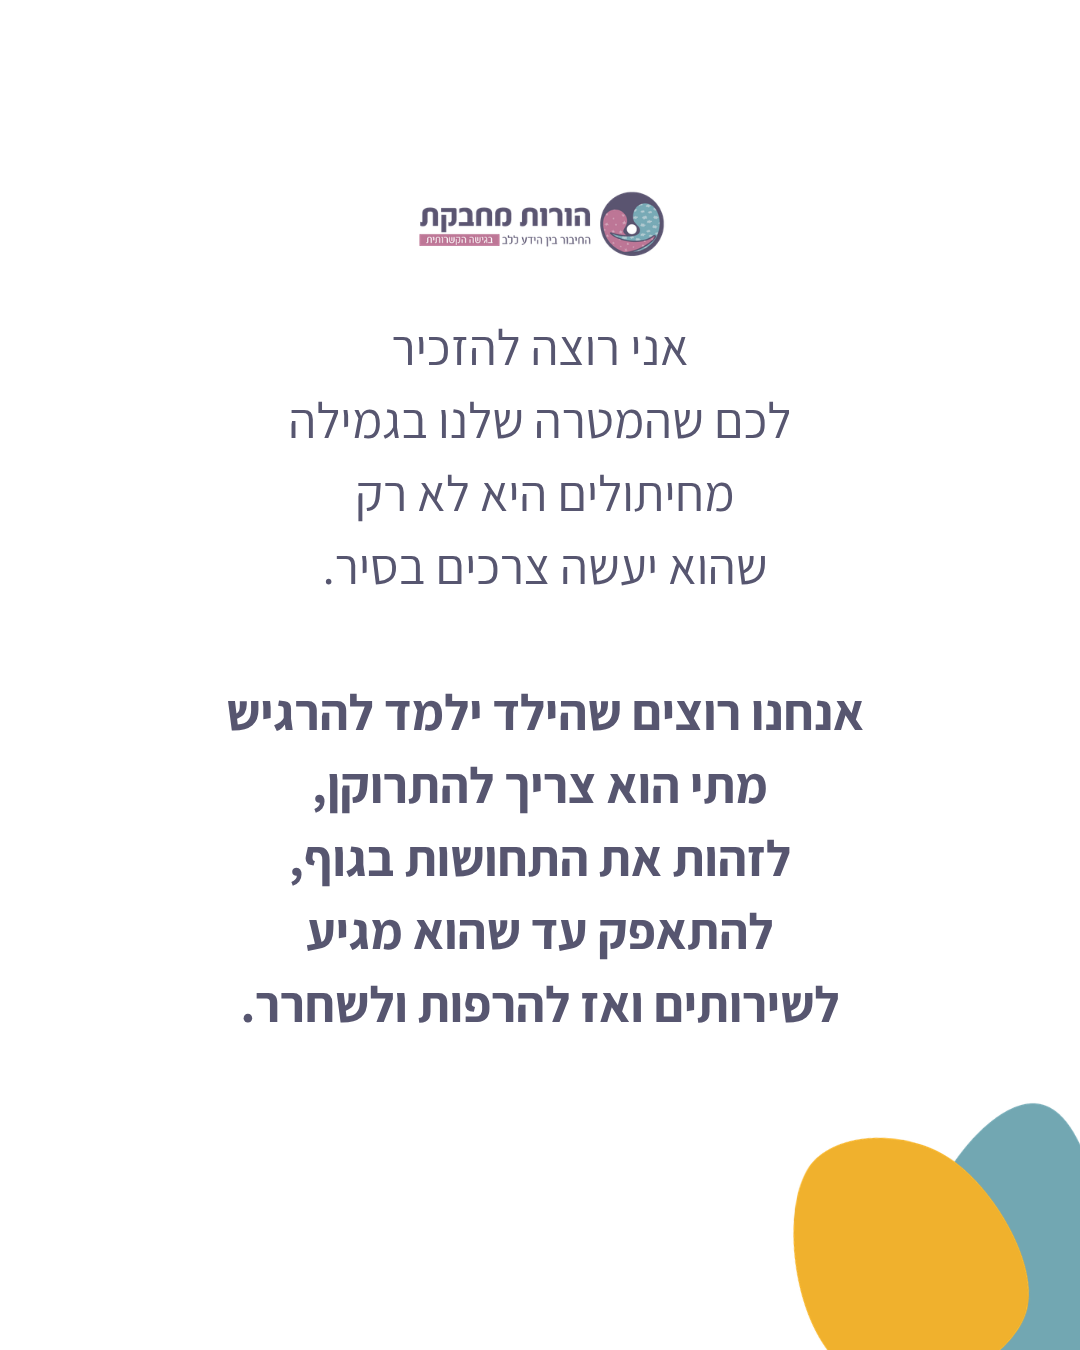 הורות מחבקת
החיבור בין הידע ללב בגישה הקשרותית
אני רוצה להזכיר
לכם שהמטרה שלנו בגמילה
מחיתולים היא לא רק
שהוא יעשה צרכים בסיר.
אנחנו רוצים שהילד ילמד להרגיש
מתי הוא צריך להתרוקן,
לזהות את התחושות בגוף,
להתאפק עד שהוא מגיע
לשירותים ואז להרפות ולשחרר.